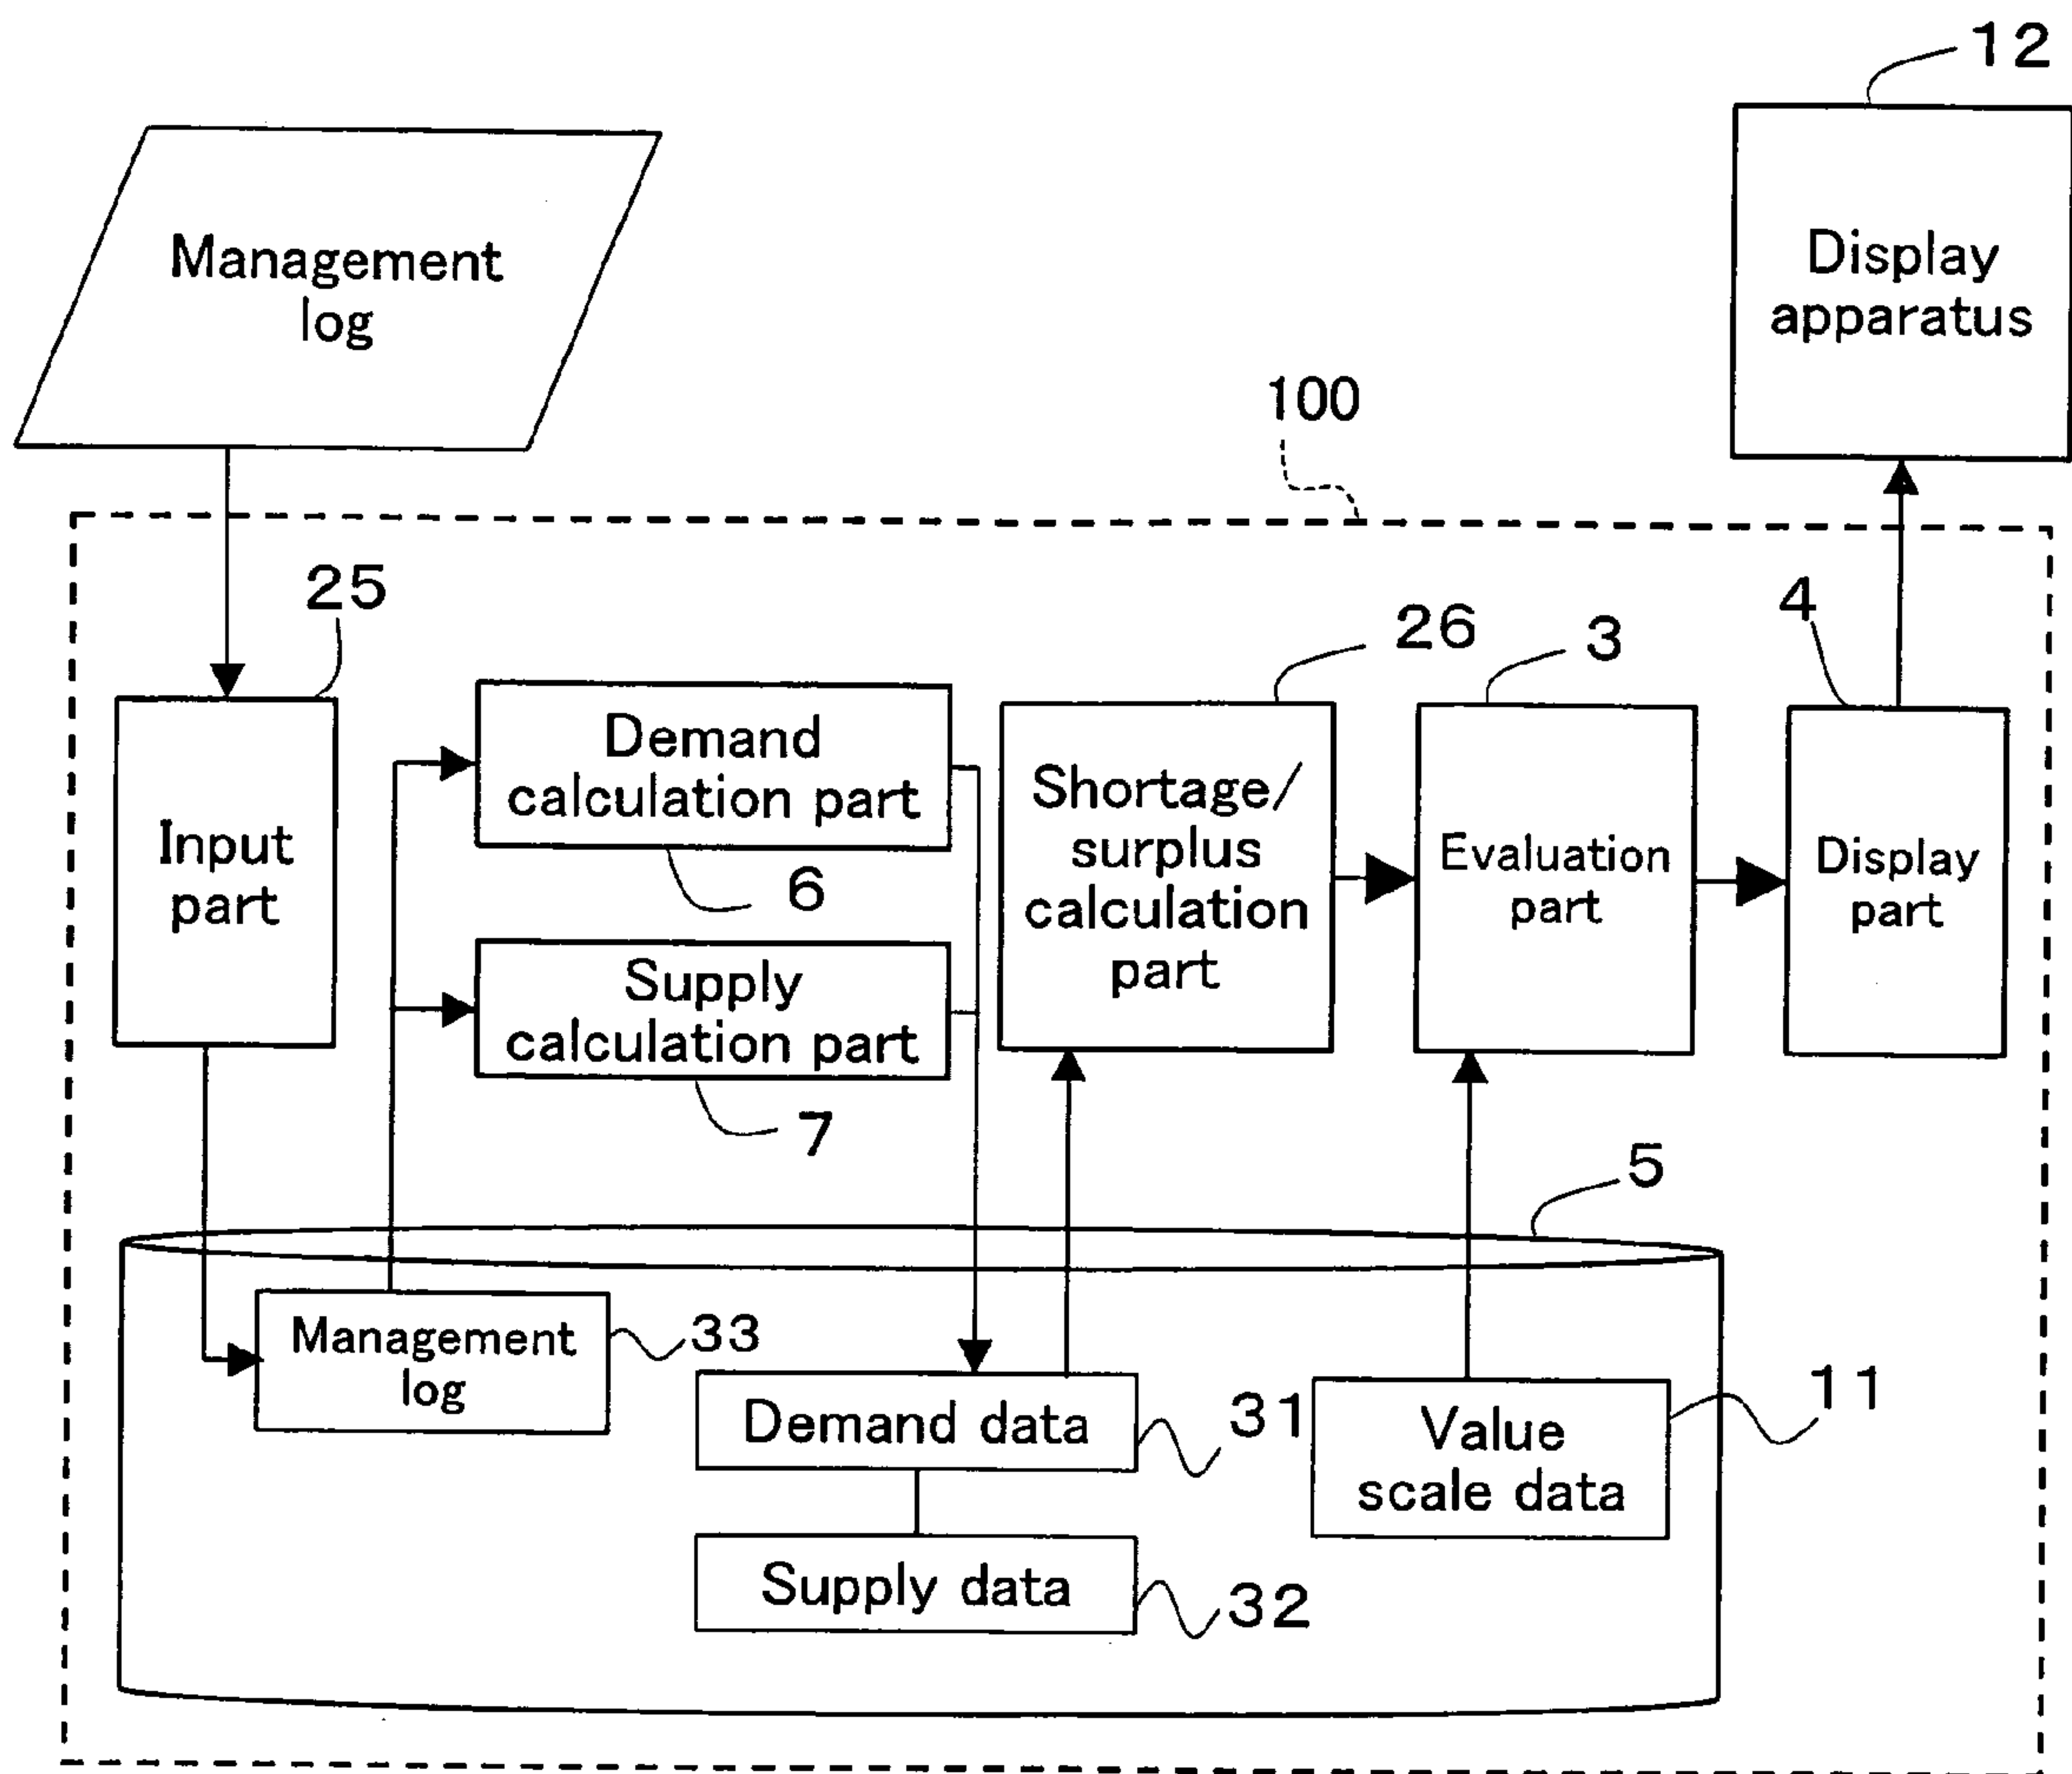 12
Management
log
Display
apparatus
100
25
26
3
4
Input
part
Demand
calculation part
6
Supply
calculation part
7
Shortage/
surplus
calculation
part
Evaluation
part
Display
part
5
Management
log
33
Demand data
31
Supply data
32
Value
scale data
11